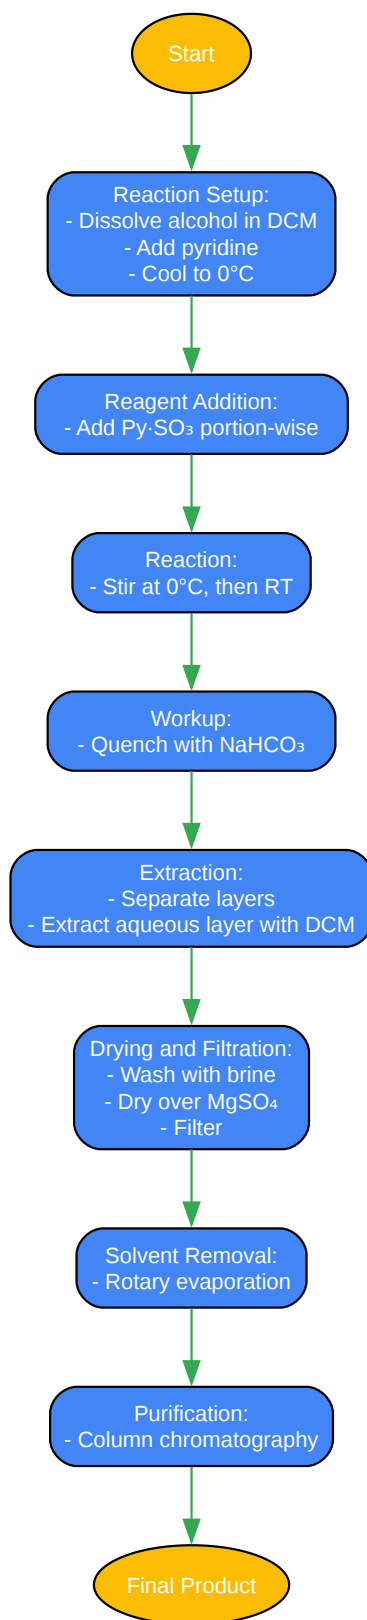 Start
Reaction Setup:
- Dissolve alcohol in DCM
- Add pyridine
- Cool to 0°C
Reagent Addition:
- Add Py·SO₃ portion-wise
Reaction:
- Stir at 0°C, then RT
Workup:
- Quench with NaHCO₃
Extraction:
- Separate layers
- Extract aqueous layer with DCM
Drying and Filtration:
- Wash with brine
- Dry over MgSO₄
- Filter
Solvent Removal:
- Rotary evaporation
Purification:
- Column chromatography
Final Product